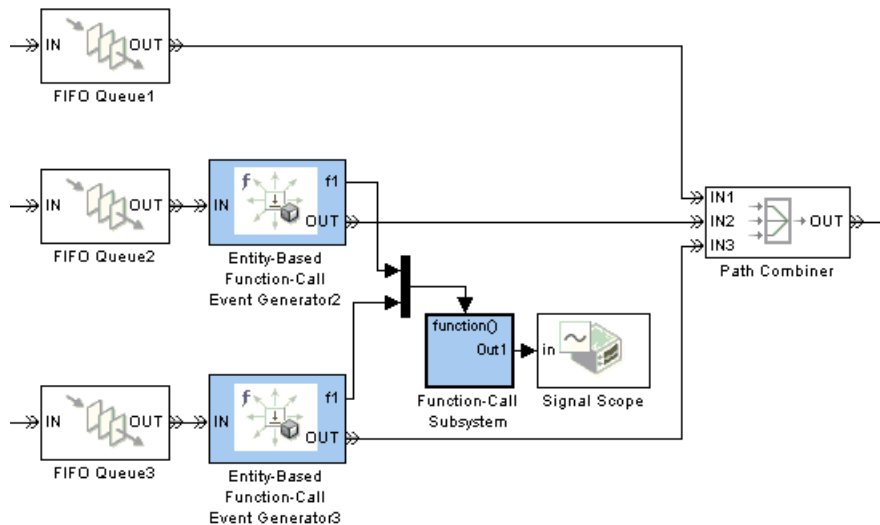 IN
OUT
FIFO Queue1
IN
OUT
FIFO Queue2
f
f1
IN
OUT
Entity-Based
Function-Call
Event Generator2
IN1
IN2
IN3
OUT
Path Combiner
function()
Out1
Function-Call
Subsystem
in
Signal Scope
IN
OUT
FIFO Queue3
f
f1
IN
OUT
Entity-Based
Function-Call
Event Generator3